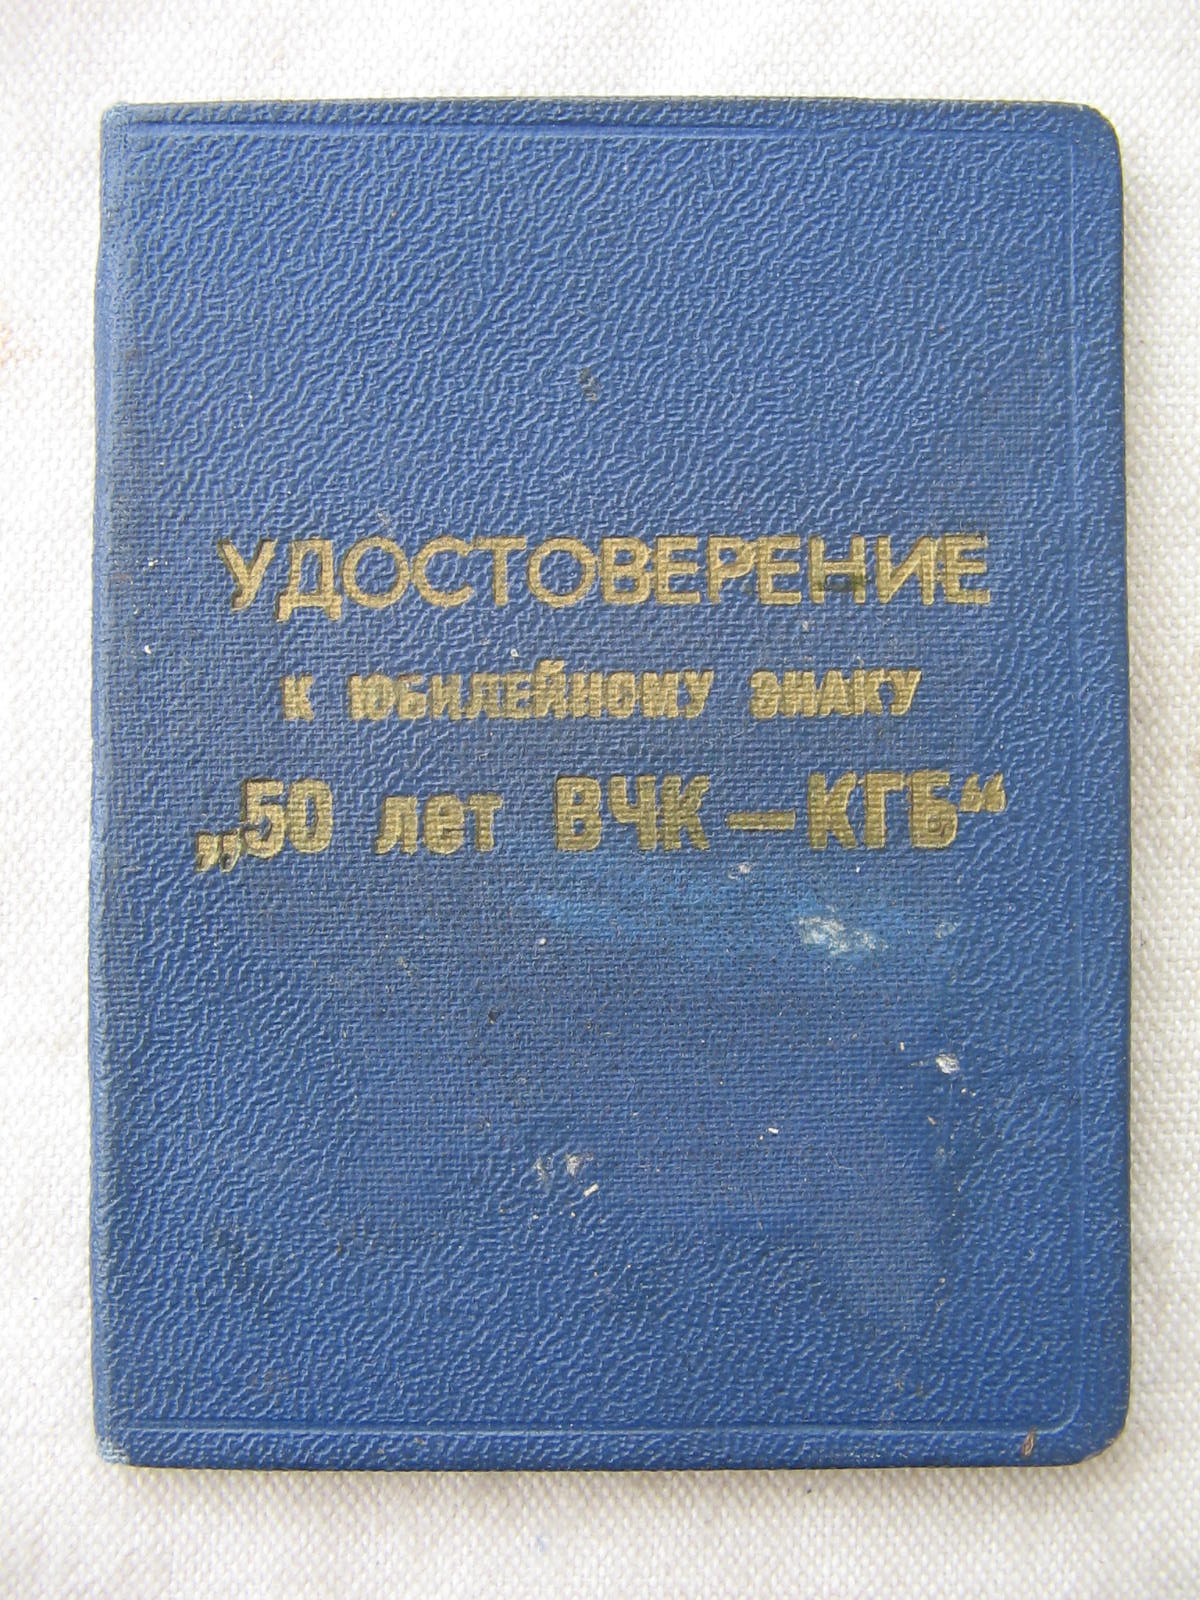 УДОСТОВЕРЕНИЕ
К ЮБИЛЕЙНОМУ ЗНАКУ
„50 лет ВЧК—КГБ“